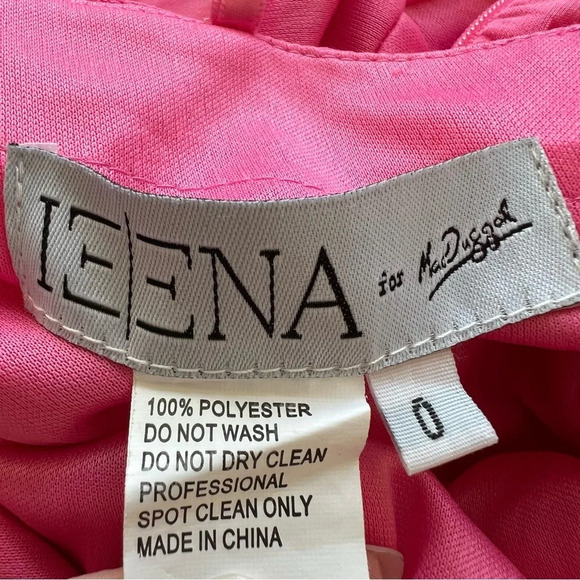 IEENA for MacDuggal
0
100% POLYESTER
DO NOT WASH
DO NOT DRY CLEAN
PROFESSIONAL
SPOT CLEAN ONLY
MADE IN CHINA